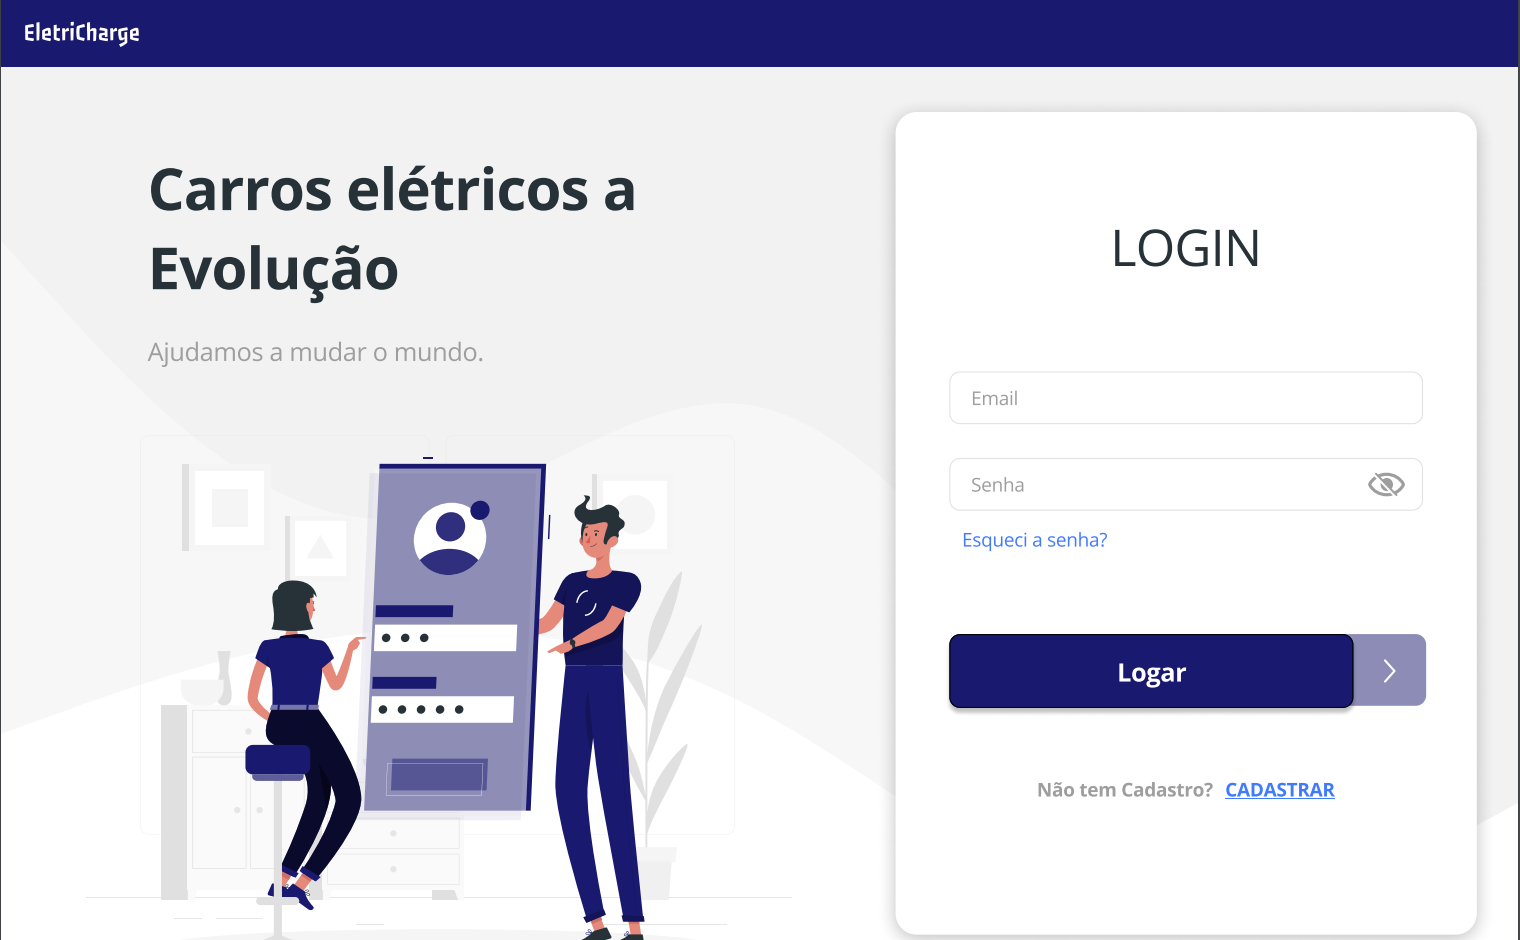 EletriCharge
Carros elétricos a
Evolução
Ajudamos a mudar o mundo.
LOGIN
Email
Senha
Esqueci a senha?
Logar
Não tem Cadastro? CADASTRAR